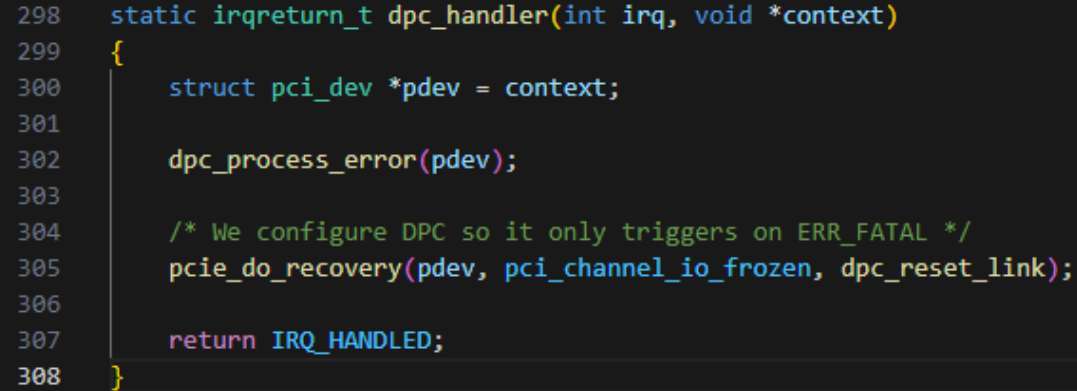 298 static irqreturn_t dpc_handler(int irq, void *context)
299 {
300     struct pci_dev *pdev = context;
301
302     dpc_process_error(pdev);
303
304     /* We configure DPC so it only triggers on ERR_FATAL */
305     pcie_do_recovery(pdev, pci_channel_io_frozen, dpc_reset_link);
306
307     return IRQ_HANDLED;
308 }